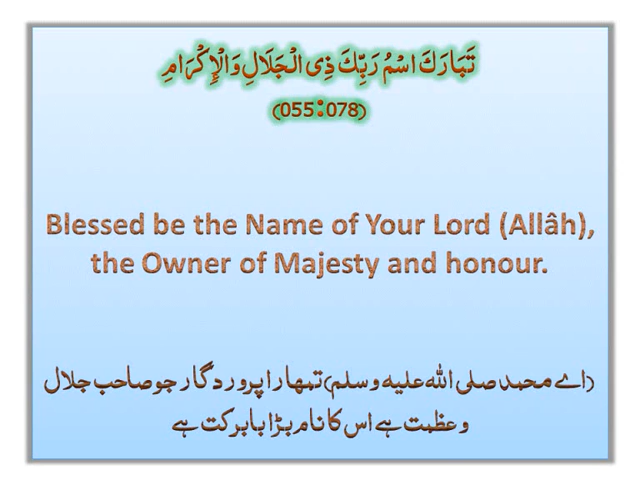 تَبَارَكَ اسْمُ رَبِّكَ ذِى الْجَلَالِ وَالْإِكْرَامِ
(055:078)
Blessed be the Name of Your Lord (Allâh),
the Owner of Majesty and honour.
(اے محمد صلی اللہ علیہ وسلم) تمھارا پروردگار جو صاحب جلال
وعظمت ہے اس کا نام بڑا بابرکت ہے